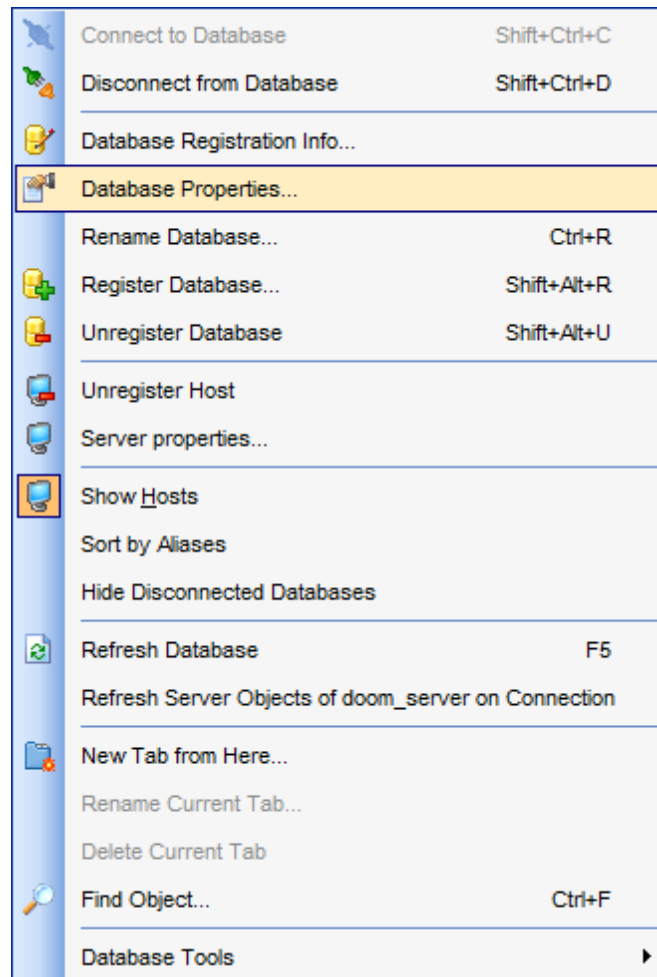 Connect to Database Shift+Ctrl+C
Disconnect from Database Shift+Ctrl+D
Database Registration Info...
Database Properties...
Rename Database... Ctrl+R
Register Database... Shift+Alt+R
Unregister Database Shift+Alt+U
Unregister Host
Server properties...
Show Hosts
Sort by Aliases
Hide Disconnected Databases
Refresh Database F5
Refresh Server Objects of doom_server on Connection
New Tab from Here...
Rename Current Tab...
Delete Current Tab
Find Object... Ctrl+F
Database Tools